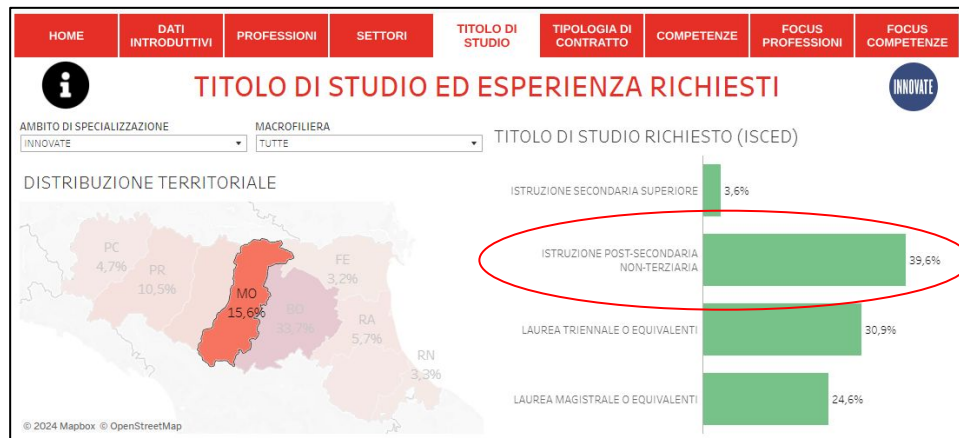 HOME
DATI
INTRODUTTIVI
PROFESSIONI
SETTORI
TITOLO DI
STUDIO
TIPOLOGIA DI
CONTRATTO
COMPETENZE
FOCUS
PROFESSIONI
FOCUS
COMPETENZE
TITOLO DI STUDIO ED ESPERIENZA RICHIESTI
INNOVATE
AMBITO DI SPECIALIZZAZIONE
INNOVATE
MACROFILIERA
TUTTE
DISTRIBUZIONE TERRITORIALE
PC
4,7%
PR
10,5%
MO
15,6%
BO
33,7%
FE
3,2%
RA
5,7%
RN
3,3%
© 2024 Mapbox © OpenStreetMap
TITOLO DI STUDIO RICHIESTO (ISCED)
ISTRUZIONE SECONDARIA SUPERIORE
3,6%
ISTRUZIONE POST-SECONDARIA
NON-TERZIARIA
39,6%
LAUREA TRIENNALE O EQUIVALENTI
30,9%
LAUREA MAGISTRALE O EQUIVALENTI
24,6%